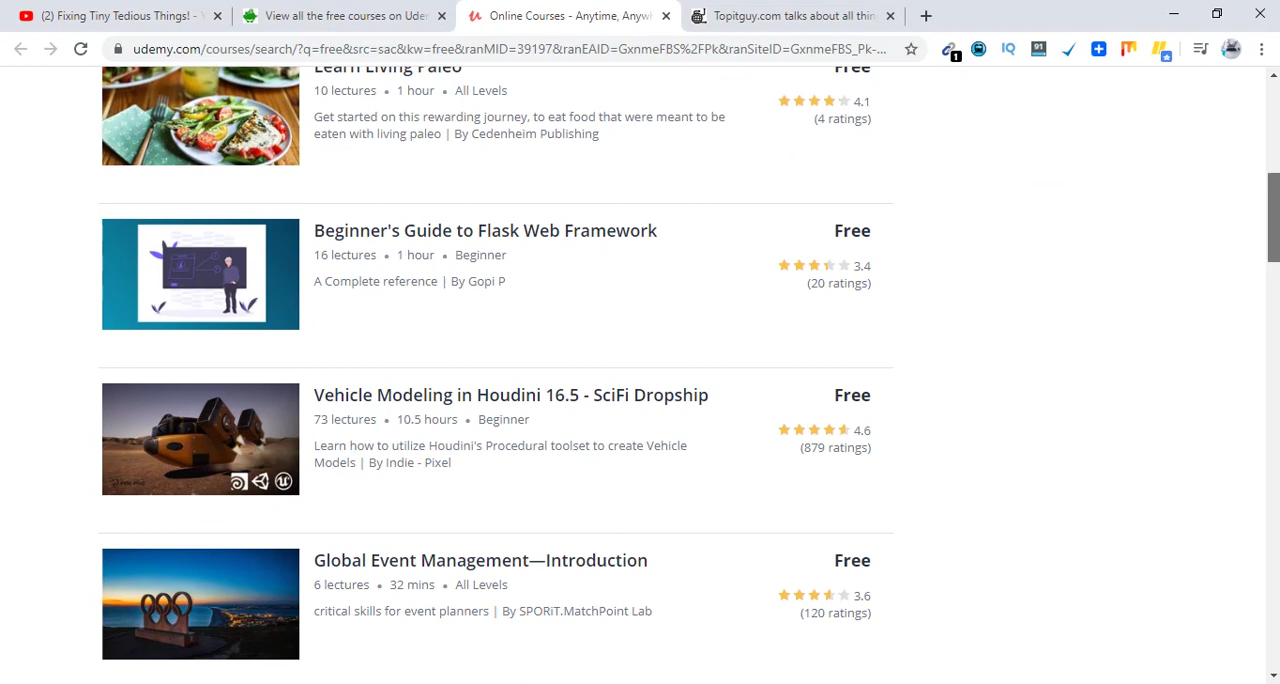 (2) Fixing Tiny Tedious Things! - Y
View all the free courses on Uden
Online Courses - Anytime, Anywh
Topitguy.com talks about all thin
udemy.com/courses/search/?q=free&src=sac&kw=free&ranMID=39197&ranEAID=GxnmeFBS%2FPk&ranSiteID=GxnmeFBS_Pk-...
1
IQ
91
Learn Living Paleo
Free
10 lectures • 1 hour • All Levels
4.1
Get started on this rewarding journey, to eat food that were meant to be
(4 ratings)
eaten with living paleo | By Cedenheim Publishing
Beginner's Guide to Flask Web Framework
Free
16 lectures • 1 hour • Beginner
3.4
A Complete reference | By Gopi P
(20 ratings)
Vehicle Modeling in Houdini 16.5 - SciFi Dropship
Free
73 lectures • 10.5 hours • Beginner
4.6
Learn how to utilize Houdini's Procedural toolset to create Vehicle
(879 ratings)
Models | By Indie - Pixel
Global Event Management—Introduction
Free
6 lectures • 32 mins • All Levels
3.6
critical skills for event planners | By SPORiT.MatchPoint Lab
(120 ratings)